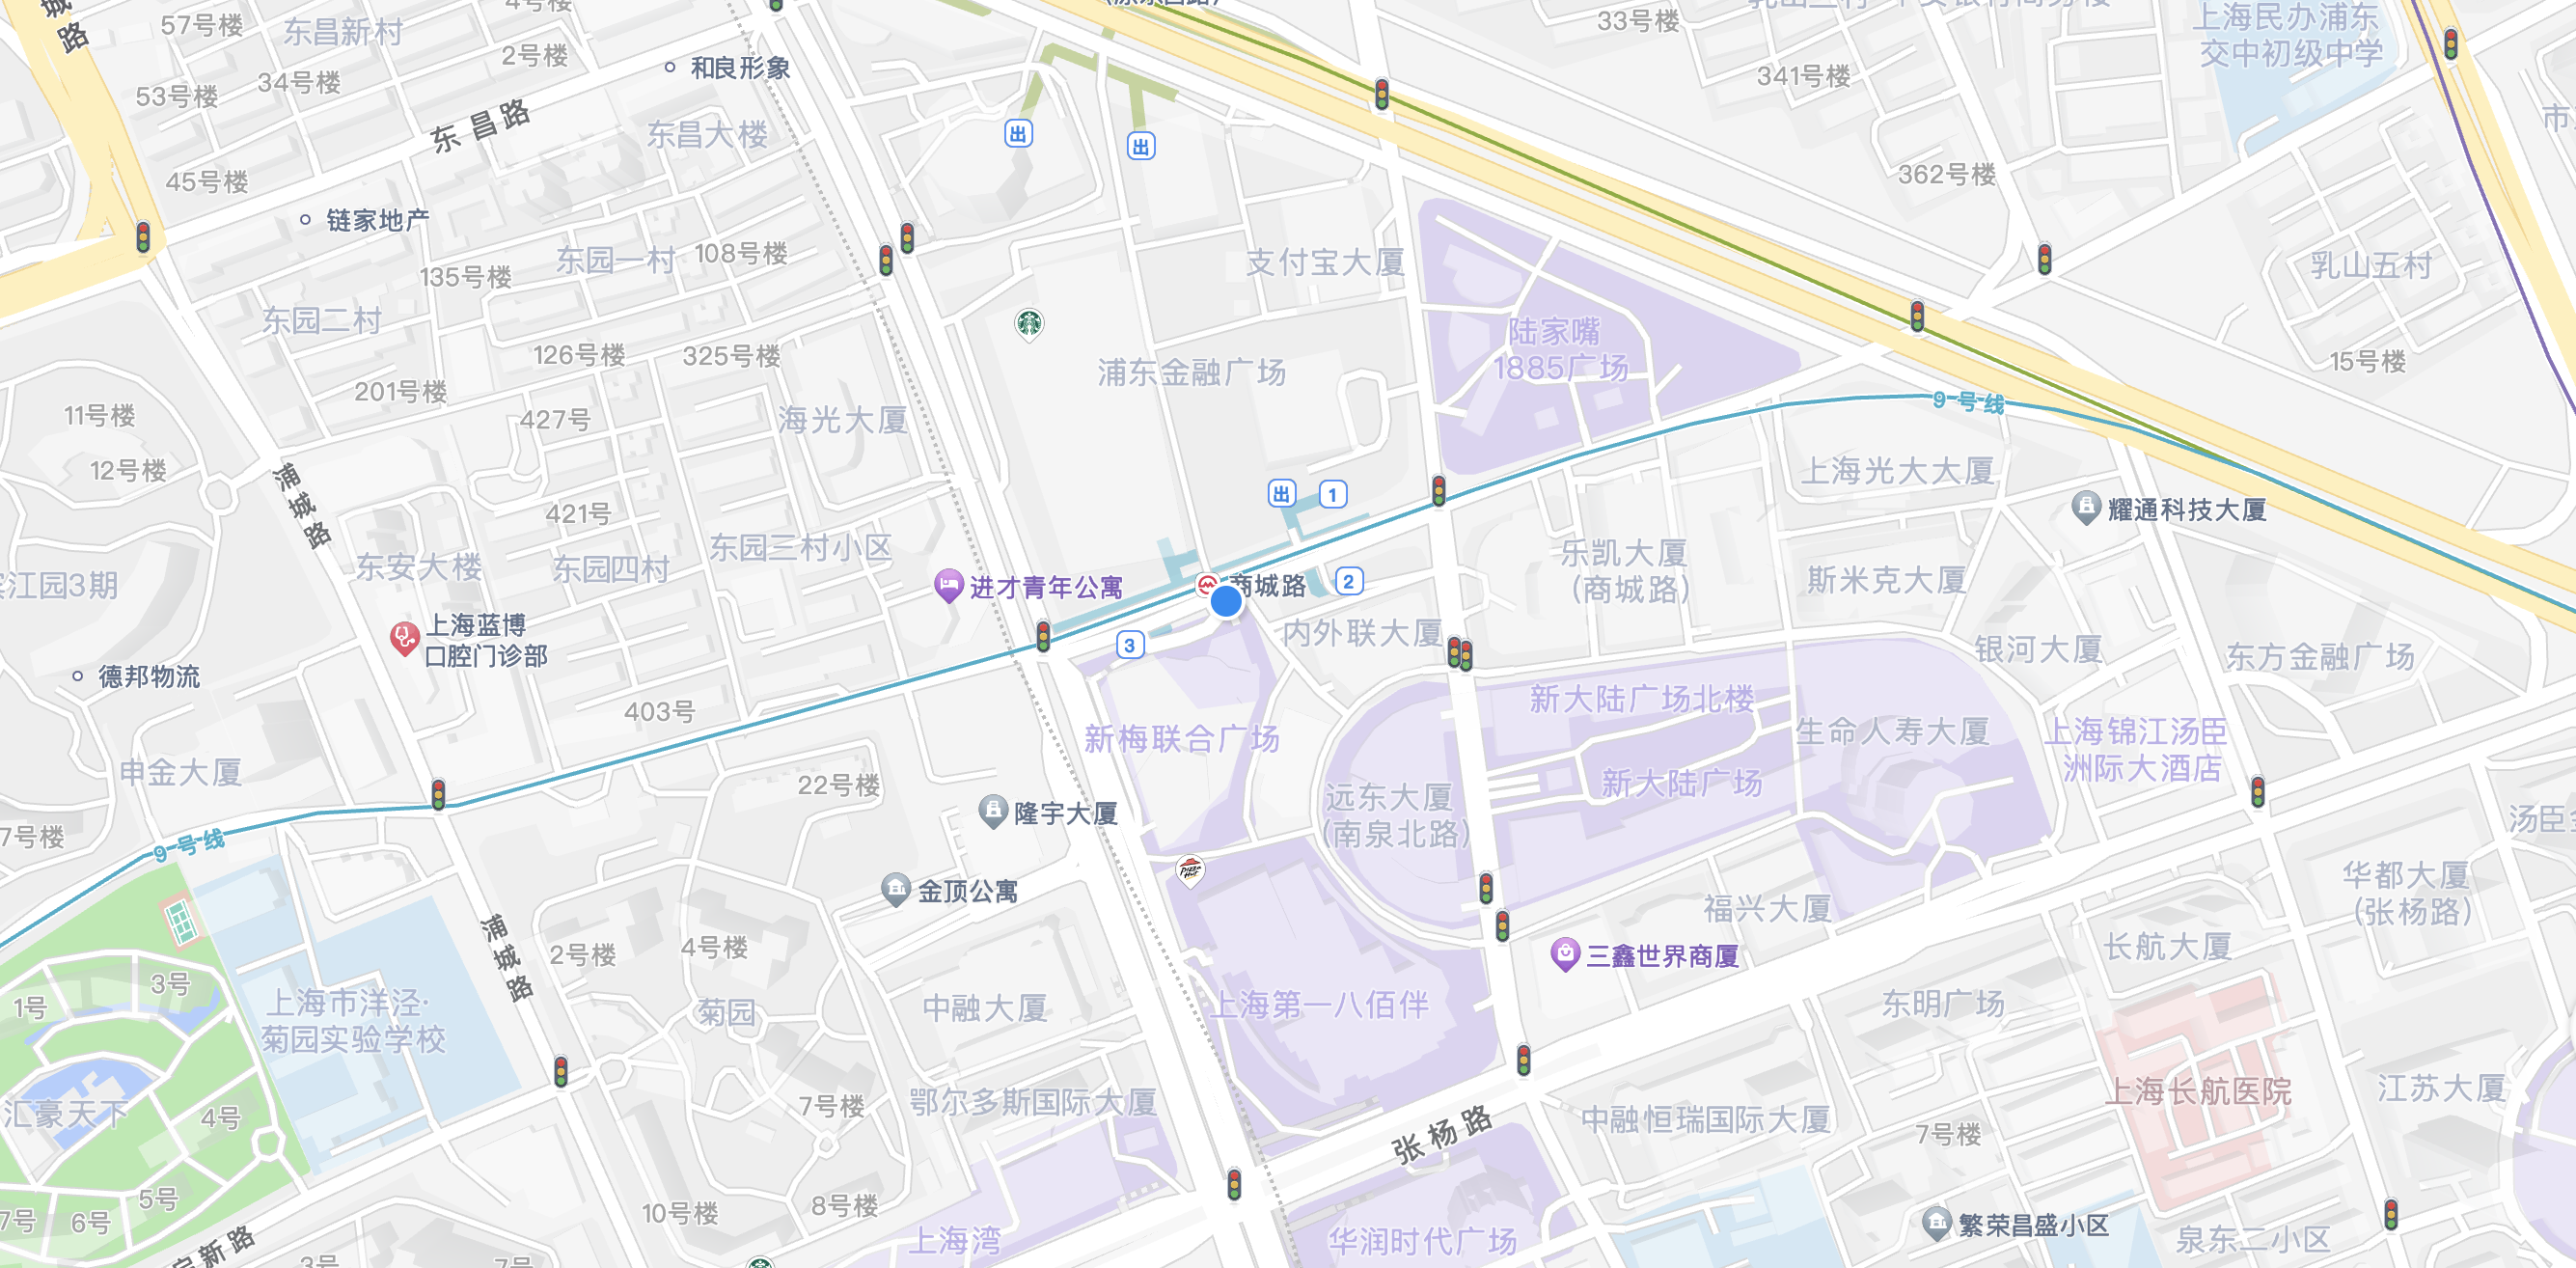 城路
57号楼
东昌新村
4号楼
2号楼
和良形象
33号楼
上海民办浦东
交中初级中学
53号楼
34号楼
341号楼
东昌路
东昌大楼
出
出
市
45号楼
362号楼
链家地产
东园一村
108号楼
135号楼
支付宝大厦
乳山五村
东园二村
陆家嘴
1885广场
126号楼
325号楼
浦东金融广场
15号楼
201号楼
9号线
11号楼
427号
海光大厦
12号楼
上海光大大厦
浦城路
出
1
耀通科技大厦
421号
东园三村小区
乐凯大厦
(商城路)
东安大楼
东园四村
滨江园3期
进才青年公寓
商城路
2
斯米克大厦
上海蓝博
口腔门诊部
3
内外联大厦
银河大厦
东方金融广场
德邦物流
403号
新大陆广场北楼
新梅联合广场
生命人寿大厦
上海锦江汤臣
洲际大酒店
申金大厦
22号楼
新大陆广场
远东大厦
(南泉北路)
隆宇大厦
7号楼
9号线
汤臣
金顶公寓
华都大厦
(张杨路)
福兴大厦
浦城路
2号楼
4号楼
三鑫世界商厦
长航大厦
3号
1号
上海市洋泾·
菊园实验学校
菊园
中融大厦
上海第一八佰伴
东明广场
汇豪天下
4号
7号楼
鄂尔多斯国际大厦
张杨路
中融恒瑞国际大厦
7号楼
上海长航医院
江苏大厦
5号
7号
6号
10号楼
8号楼
上海湾
华润时代广场
繁荣昌盛小区
泉东二小区
启新路
3号
7号